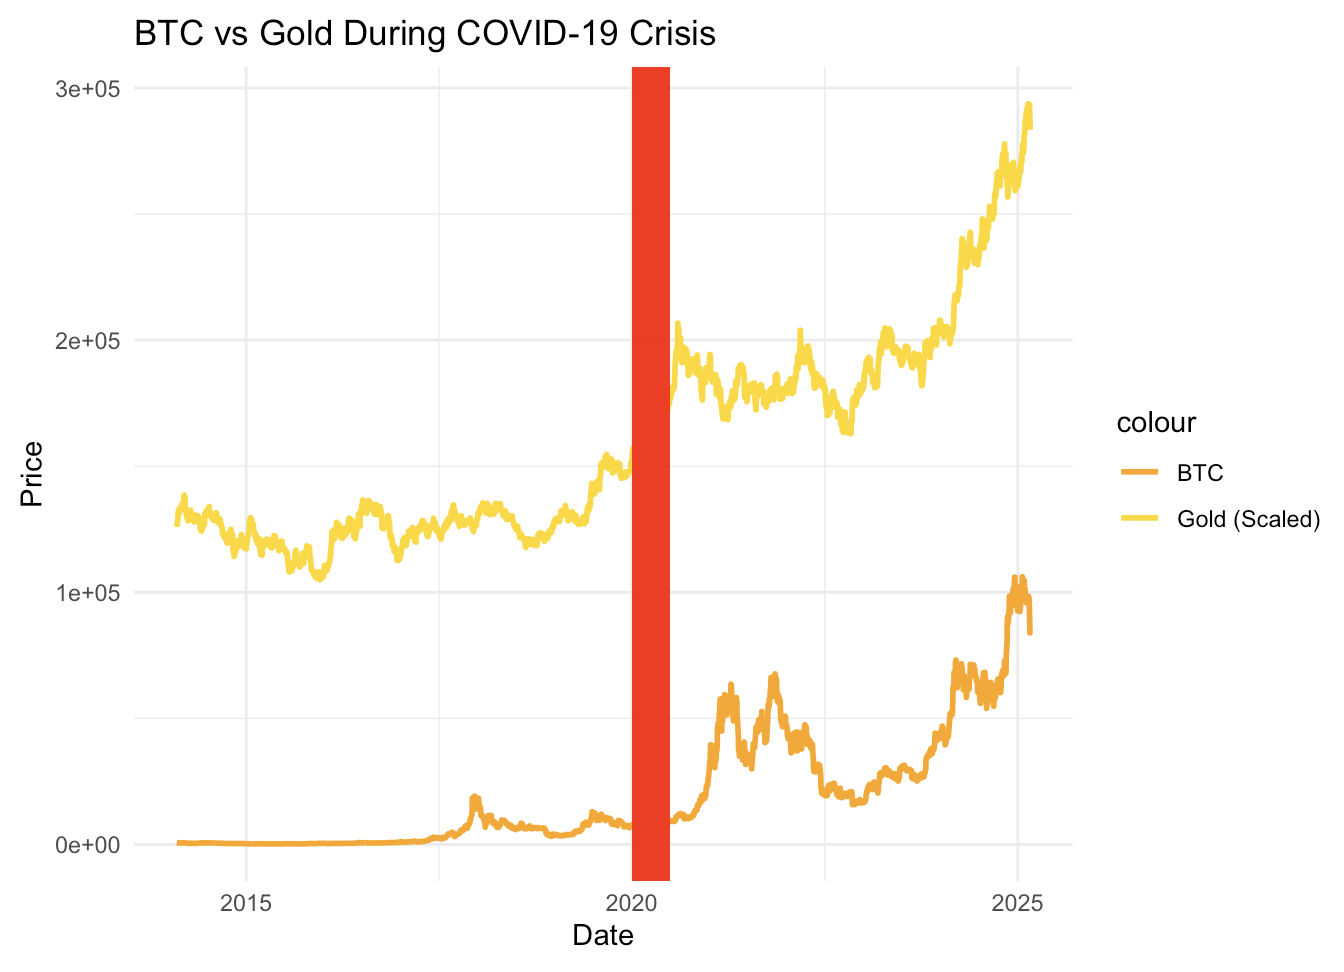 BTC vs Gold During COVID-19 Crisis
3e+05
2e+05
1e+05
0e+00
Price
2015
2020
2025
Date
colour
BTC
Gold (Scaled)